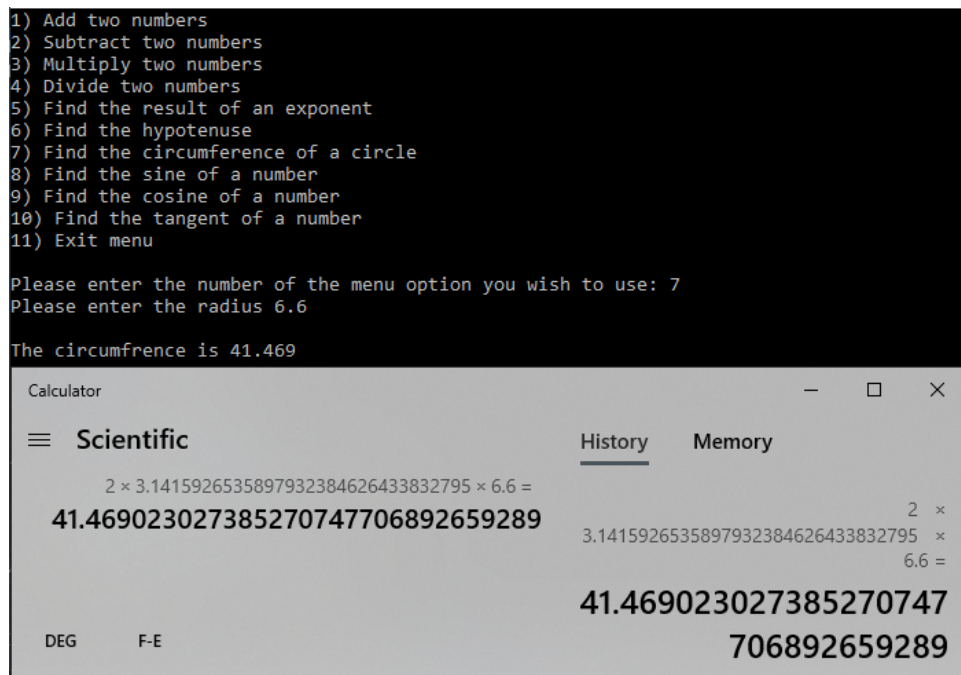 1) Add two numbers
2) Subtract two numbers
3) Multiply two numbers
4) Divide two numbers
5) Find the result of an exponent
6) Find the hypotenuse
7) Find the circumference of a circle
8) Find the sine of a number
9) Find the cosine of a number
10) Find the tangent of a number
11) Exit menu
Please enter the number of the menu option you wish to use: 7
Please enter the radius 6.6
The circumfrence is 41.469
Calculator
Scientific
2 × 3.1415926535897932384626433832795 × 6.6 =
41.469023027385270747706892659289
DEG F-E
History Memory
2 ×
3.1415926535897932384626433832795 ×
6.6 =
41.469023027385270747
706892659289